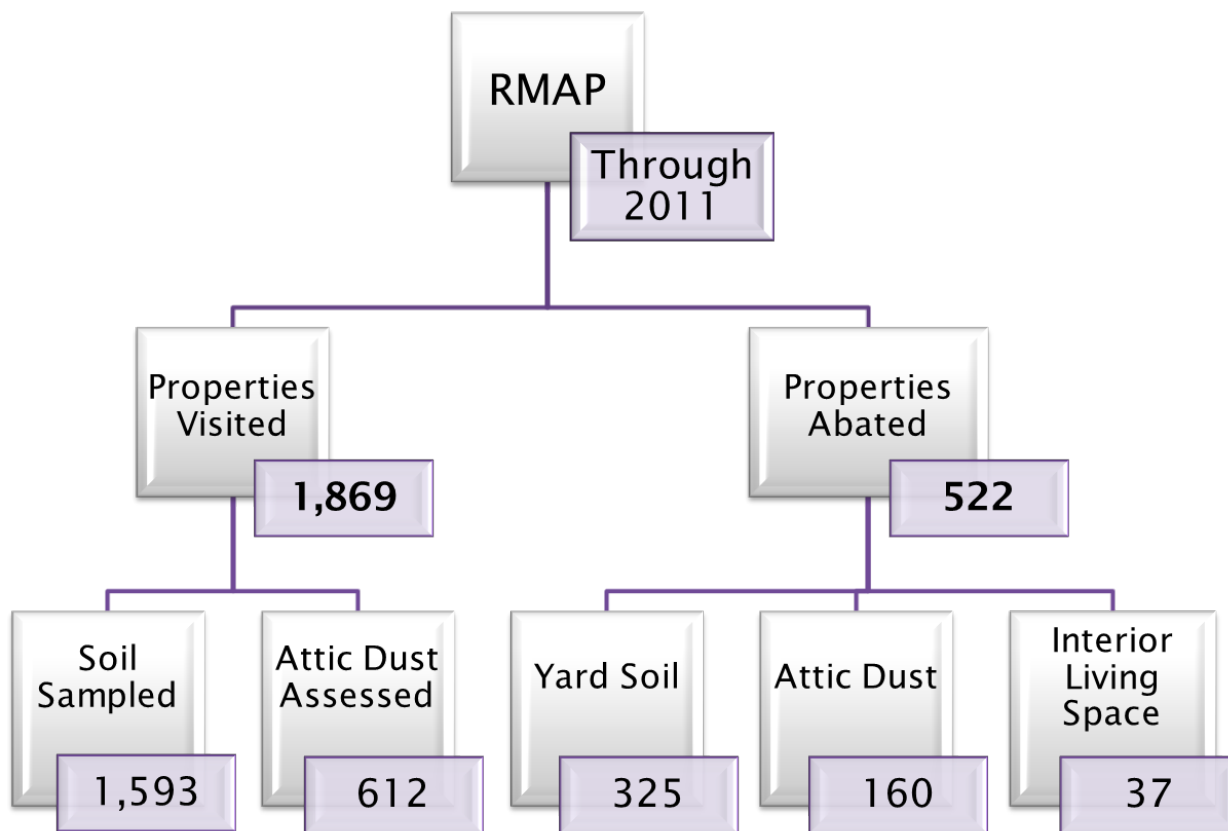 RMAP
Through
2011
Properties
Visited
1,869
Properties
Abated
522
Soil
Sampled
1,593
Attic Dust
Assessed
612
Yard Soil
325
Attic Dust
160
Interior
Living
Space
37